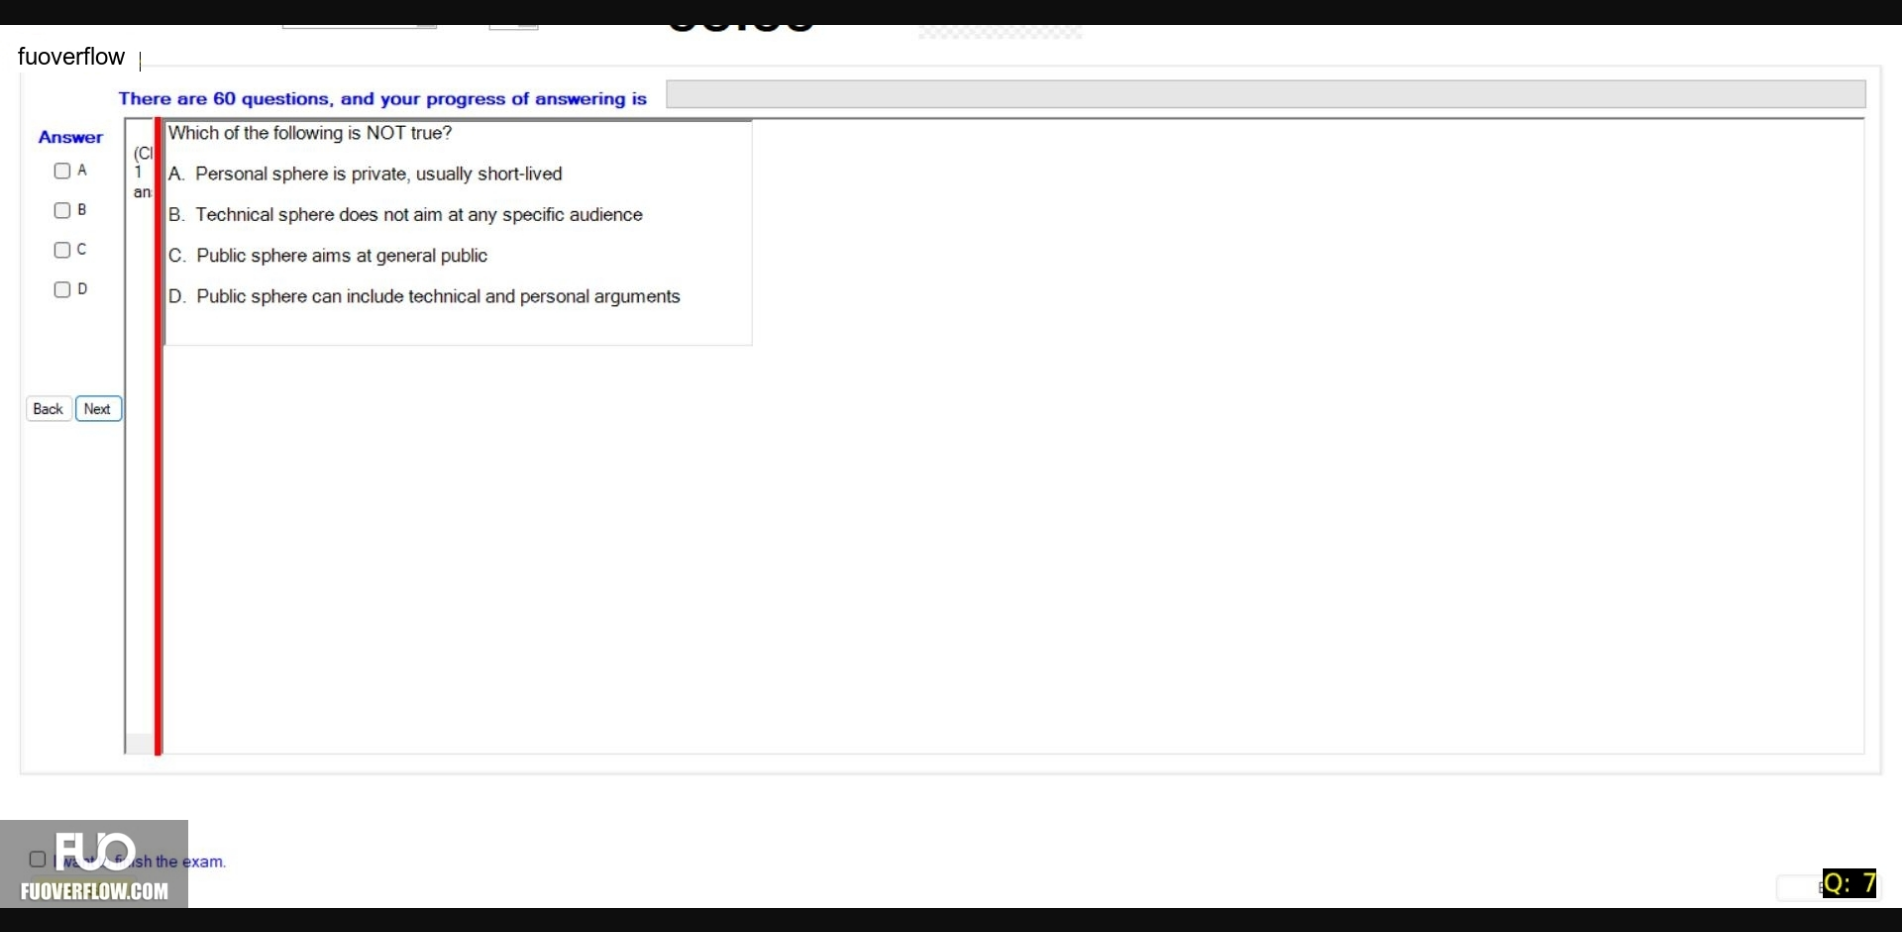 fuoverflow
There are 60 questions, and your progress of answering is
Answer
A
B
C
D
(Cl
1
an
Which of the following is NOT true?
A. Personal sphere is private, usually short-lived
B. Technical sphere does not aim at any specific audience
C. Public sphere aims at general public
D. Public sphere can include technical and personal arguments
Back Next
FUO
sh the exam.
FUOVERFLOW.COM
Q: 7